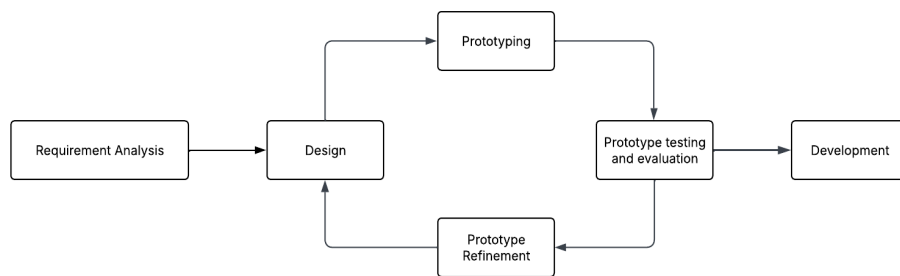 Prototyping
Requirement Analysis
Design
Prototype testing
and evaluation
Development
Prototype
Refinement